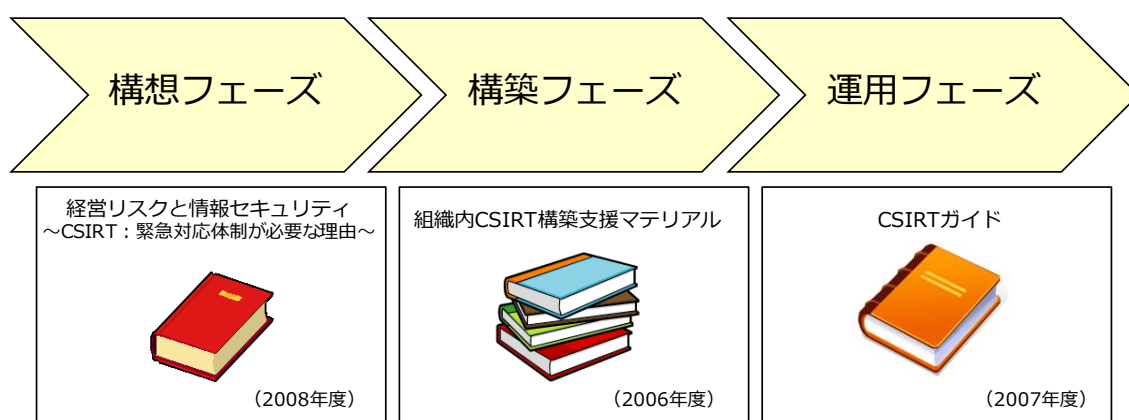 構想フェーズ
構築フェーズ
運用フェーズ
経営リスクと情報セキュリティ
～CSIRT：緊急対応体制が必要な理由～
（2008年度）
組織内CSIRT構築支援マテリアル
（2006年度）
CSIRTガイド
（2007年度）